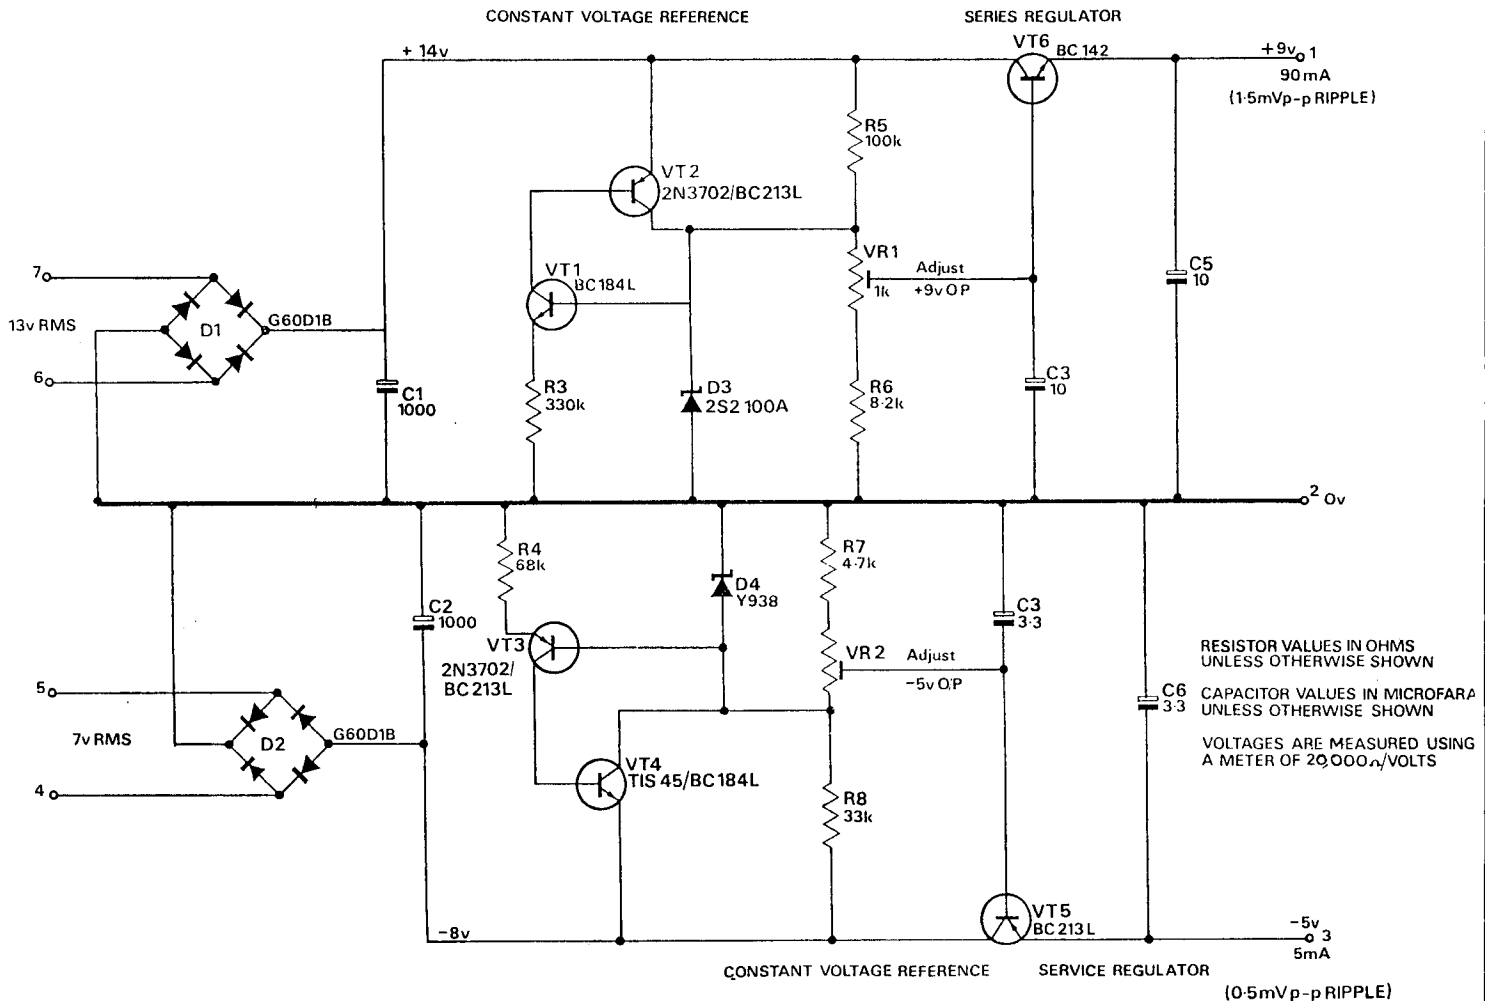 CONSTANT VOLTAGE REFERENCE
SERIES REGULATOR
VT6
BC 142
+ 14v
+9v 1
90mA
(1·5mVp-p RIPPLE)
R5
100k
VT2
2N3702/BC213L
VT1
BC184L
VR1
1k
Adjust
+9v OP
C5
10
7
13v RMS
D1
G60D1B
6
C1
1000
R3
330k
D3
2S2 100A
R6
8·2k
C3
10
2 0v
R4
68k
R7
4·7k
D4
Y938
C2
1000
C3
3·3
VT3
2N3702/
BC213L
VR2
Adjust
-5v O/P
RESISTOR VALUES IN OHMS
UNLESS OTHERWISE SHOWN
5
C6
3·3
CAPACITOR VALUES IN MICROFARA
UNLESS OTHERWISE SHOWN
7v RMS
D2
G60D1B
VOLTAGES ARE MEASURED USING
A METER OF 20,000Ω/VOLTS
4
VT4
TIS 45/BC184L
R8
33k
VT5
BC213L
-8v
-5v
3
5mA
CONSTANT VOLTAGE REFERENCE
SERVICE REGULATOR
(0·5mVp-p RIPPLE)